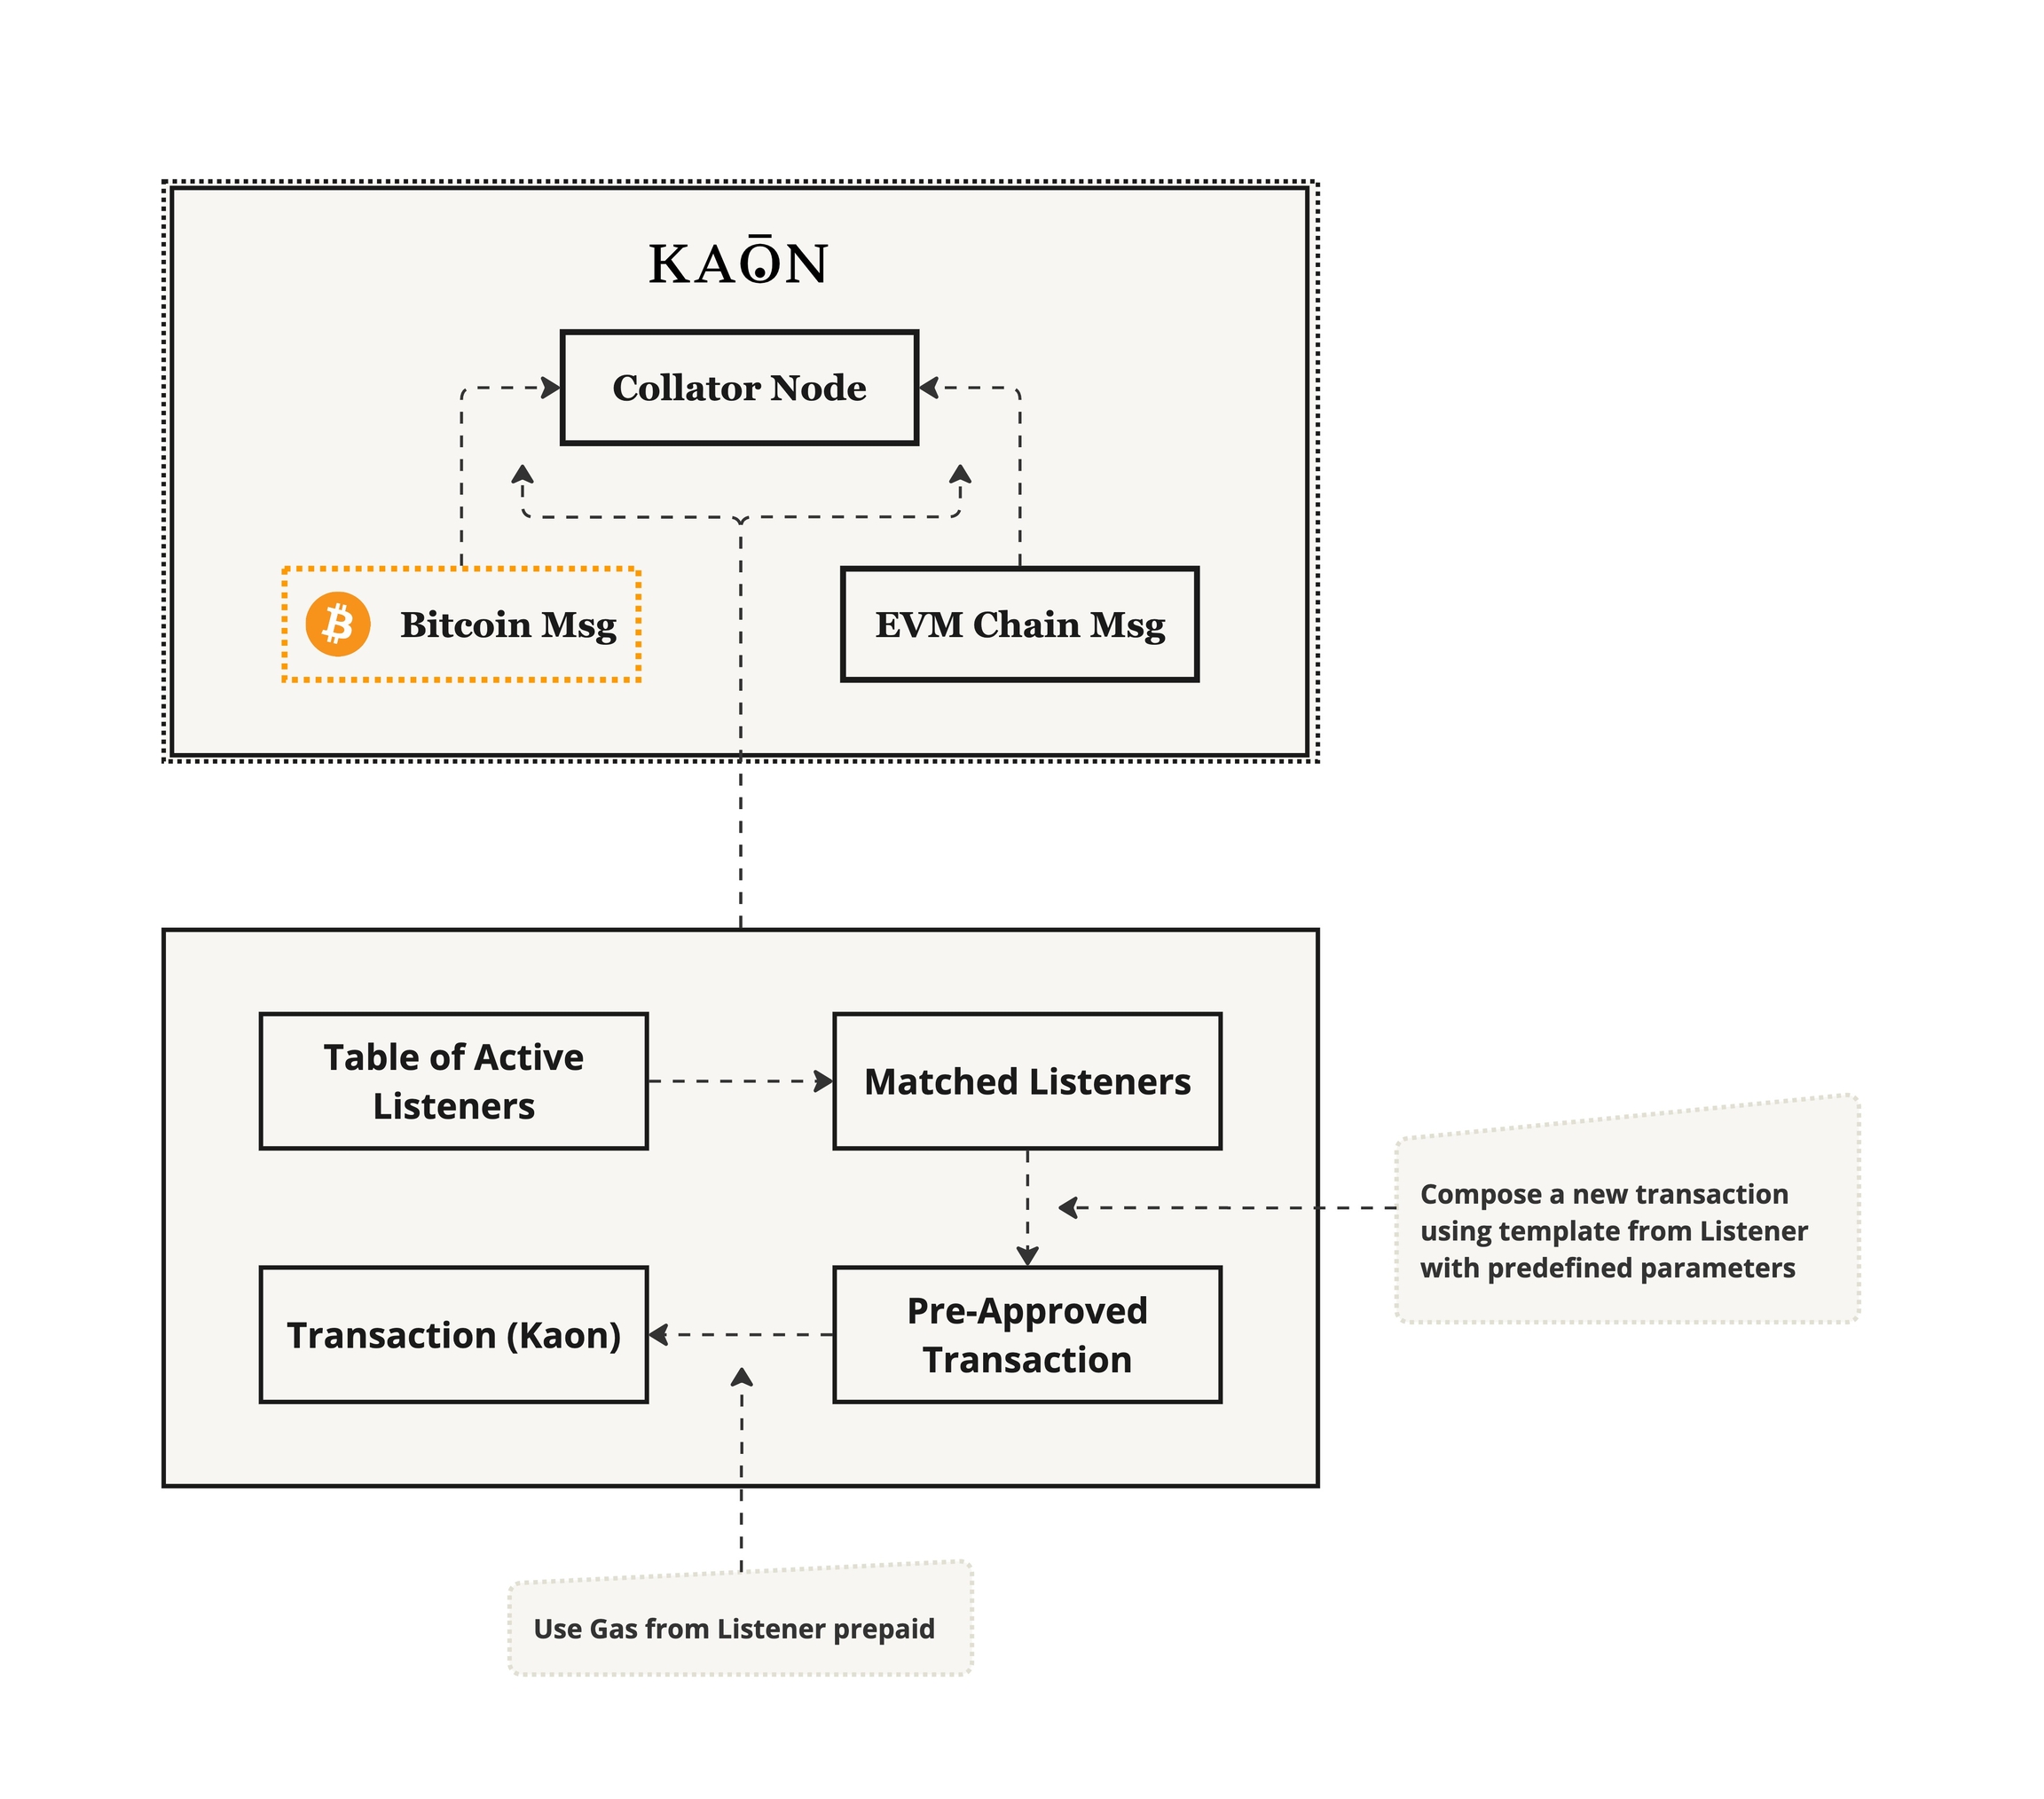 KAŌN
Collator Node
Bitcoin Msg
EVM Chain Msg
Table of Active
Listeners
Matched Listeners
Compose a new transaction
using template from Listener
with predefined parameters
Transaction (Kaon)
Pre-Approved
Transaction
Use Gas from Listener prepaid